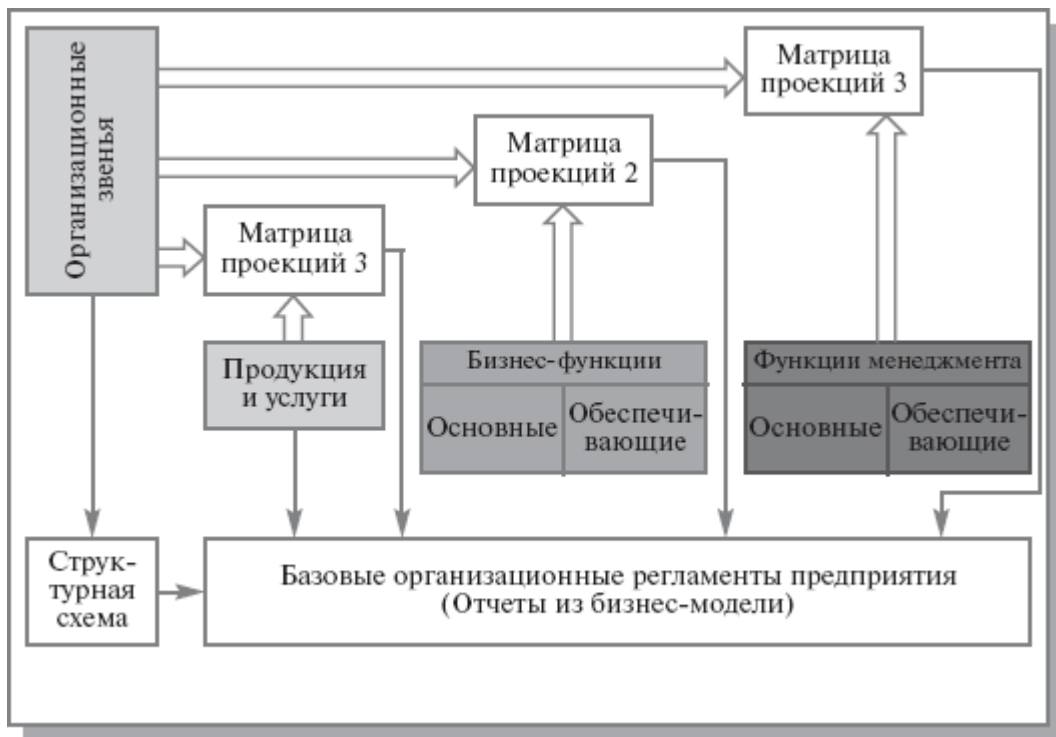 Организационные
звенья
Матрица
проекций 3
Матрица
проекций 2
Матрица
проекций 3
Продукция
и услуги
Бизнес-функции
Основные
Обеспечи-
вающие
Функции менеджмента
Основные
Обеспечи-
вающие
Струк-
турная
схема
Базовые организационные регламенты предприятия
(Отчеты из бизнес-модели)